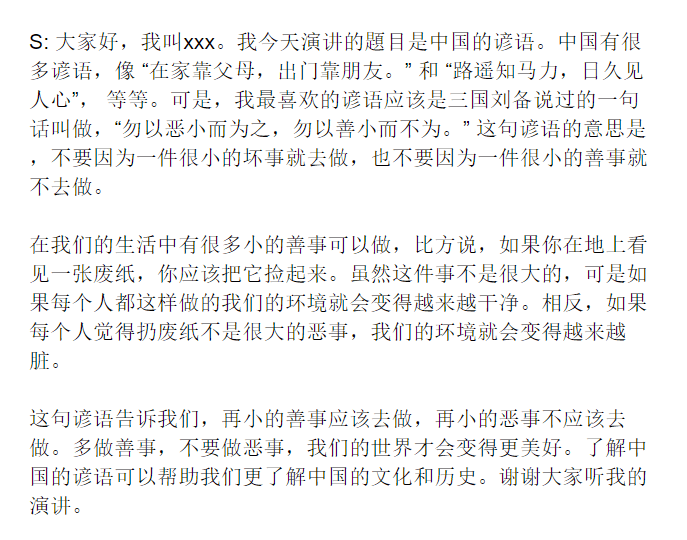 S: 大家好，我叫xxx。我今天演讲的题目是中国的谚语。中国有很
多谚语，像 “在家靠父母，出门靠朋友。” 和 “路遥知马力，日久见
人心”， 等等。可是，我最喜欢的谚语应该是三国刘备说过的一句
话叫做，“勿以恶小而为之，勿以善小而不为。” 这句谚语的意思是
，不要因为一件很小的坏事就去做，也不要因为一件很小的善事就
不去做。
在我们的生活中有很多小的善事可以做，比方说，如果你在地上看
见一张废纸，你应该把它捡起来。虽然这件事不是很大的，可是如
果每个人都这样做的我们的环境就会变得越来越干净。相反，如果
每个人觉得扔废纸不是很大的恶事，我们的环境就会变得越来越
脏。
这句谚语告诉我们，再小的善事应该去做，再小的恶事不应该去
做。多做善事，不要做恶事，我们的世界才会变得更美好。了解中
国的谚语可以帮助我们更了解中国的文化和历史。谢谢大家听我的
演讲。